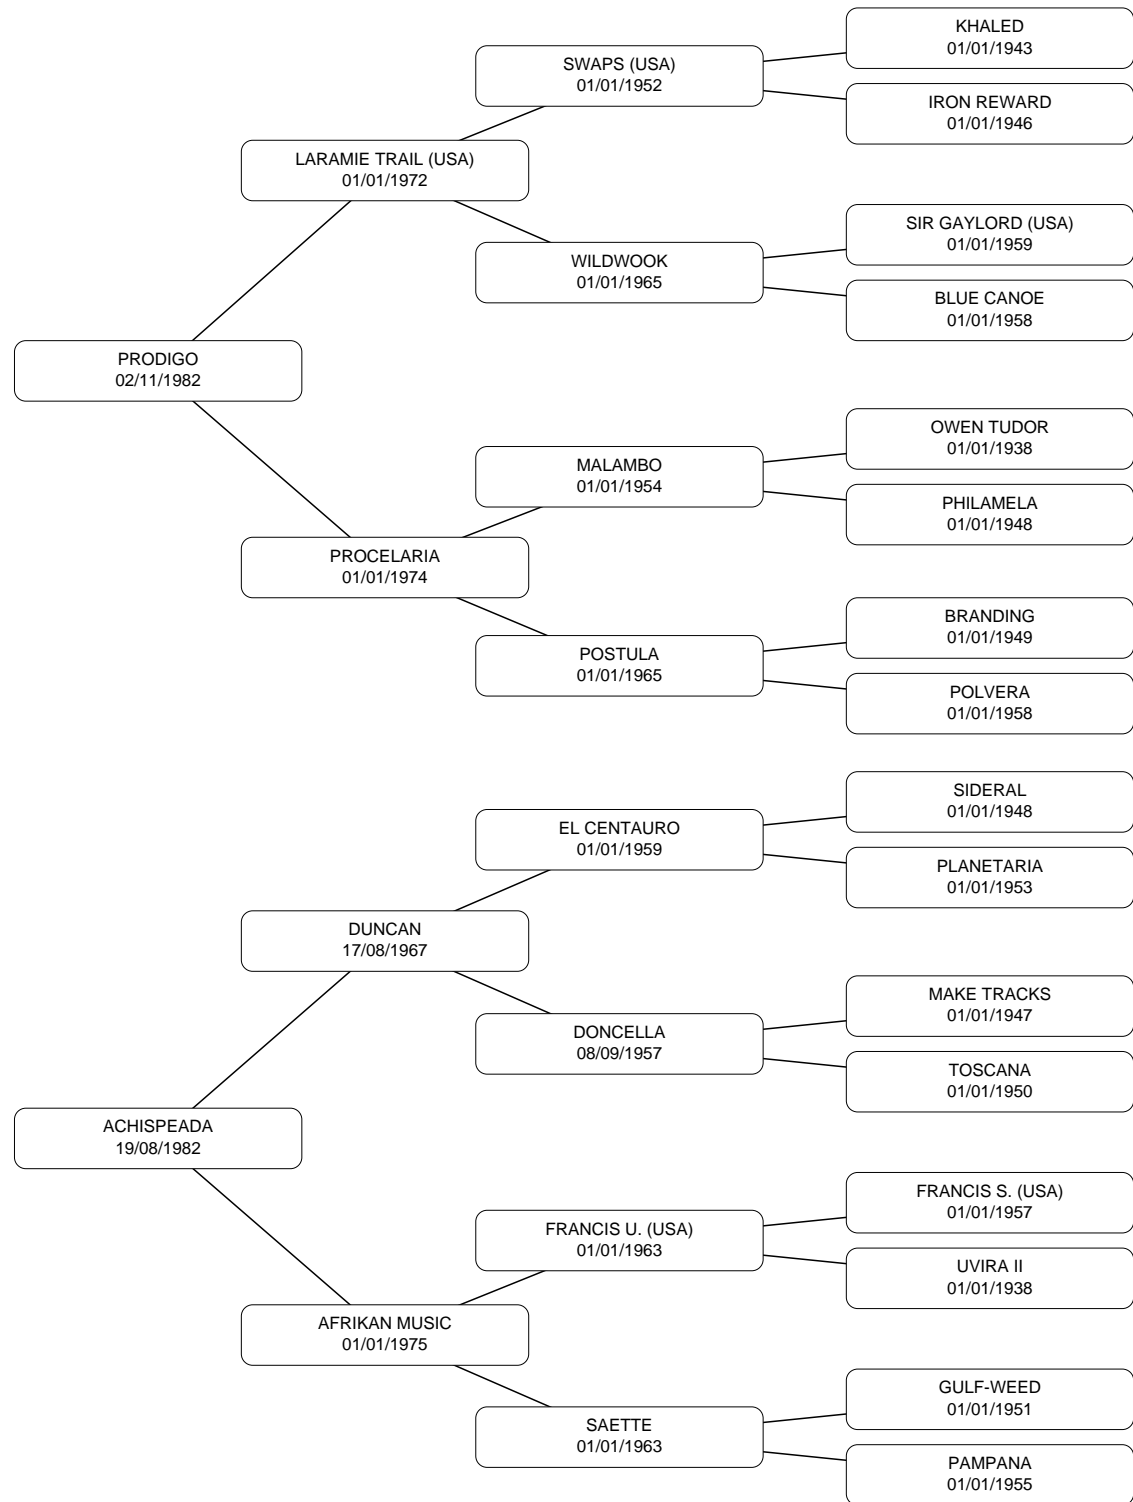 KHALED
01/01/1943
SWAPS (USA)
01/01/1952
IRON REWARD
01/01/1946
LARAMIE TRAIL (USA)
01/01/1972
SIR GAYLORD (USA)
01/01/1959
WILDWOOK
01/01/1965
BLUE CANOE
01/01/1958
PRODIGO
02/11/1982
OWEN TUDOR
01/01/1938
MALAMBO
01/01/1954
PHILAMELA
01/01/1948
PROCELARIA
01/01/1974
BRANDING
01/01/1949
POSTULA
01/01/1965
POLVERA
01/01/1958
SIDERAL
01/01/1948
EL CENTAURO
01/01/1959
PLANETARIA
01/01/1953
DUNCAN
17/08/1967
MAKE TRACKS
01/01/1947
DONCELLA
08/09/1957
TOSCANA
01/01/1950
ACHISPEADA
19/08/1982
FRANCIS S. (USA)
01/01/1957
FRANCIS U. (USA)
01/01/1963
UVIRA II
01/01/1938
AFRIKAN MUSIC
01/01/1975
GULF-WEED
01/01/1951
SAETTE
01/01/1963
PAMPANA
01/01/1955